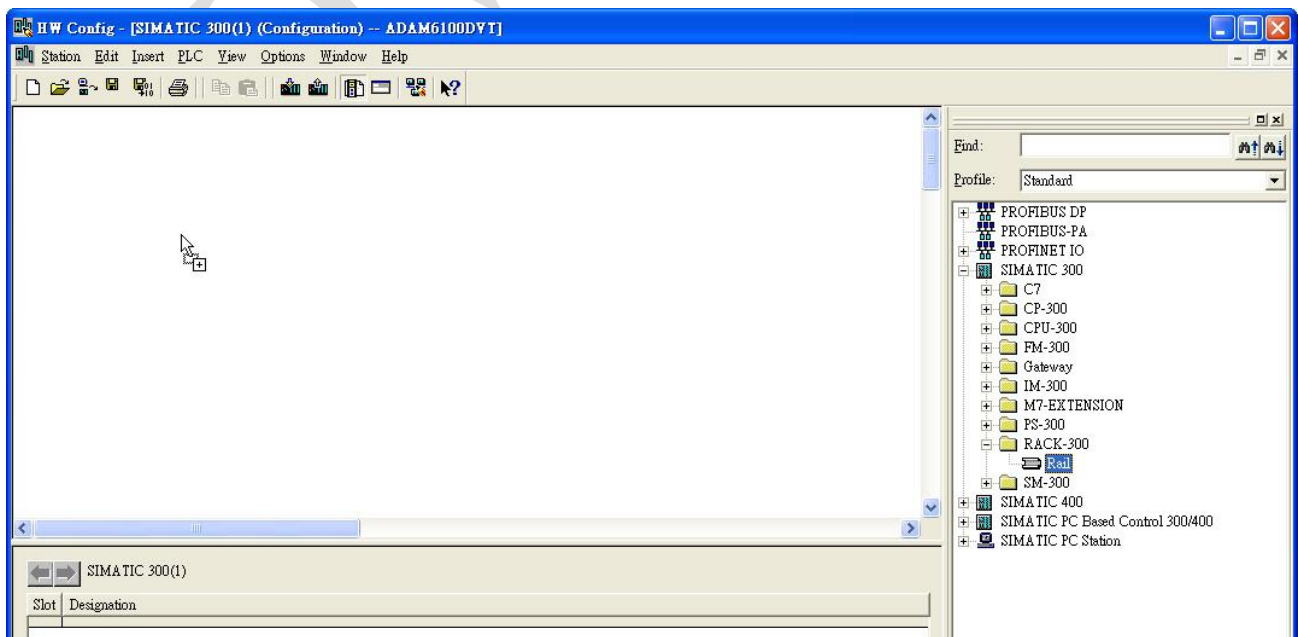 HW Config - [SIMATIC 300(1) (Configuration) -- ADAM6100DVT]
Station Edit Insert PLC View Options Window Help
Find:
Profile: Standard
PROFIBUS DP
PROFIBUS-PA
PROFINET IO
SIMATIC 300
C7
CP-300
CPU-300
FM-300
Gateway
IM-300
M7-EXTENSION
PS-300
RACK-300
Rail
SM-300
SIMATIC 400
SIMATIC PC Based Control 300/400
SIMATIC PC Station
SIMATIC 300(1)
Slot Designation